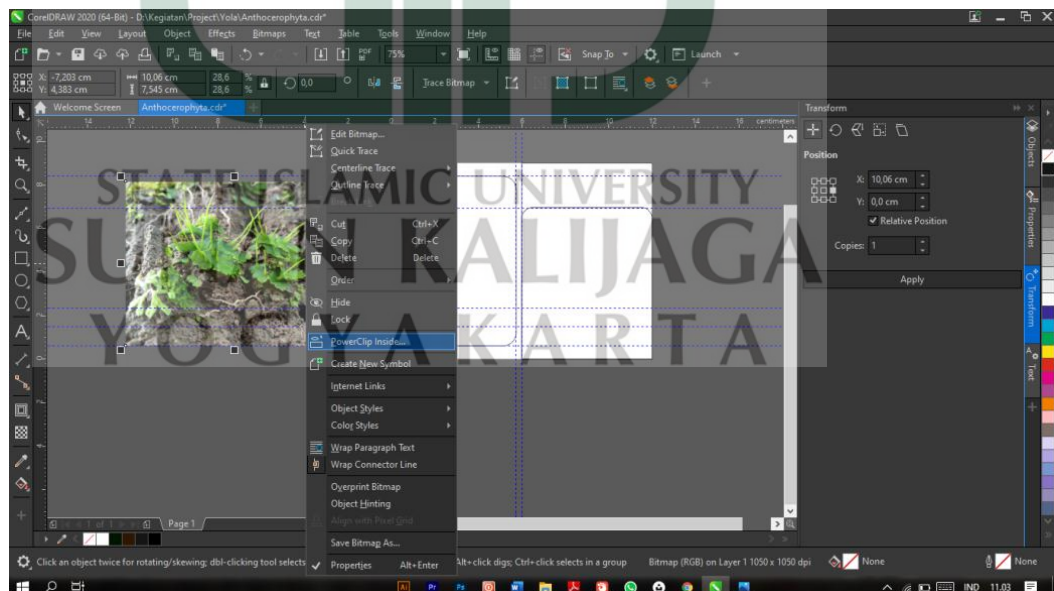 CorelDRAW 2020 (64-Bit) - D:\Kegiatan\Project\Yola\Anthocerophyta.cdr*
File Edit View Layout Object Effects Bitmaps Text Table Tools Window Help
75% Snap To Launch
X: -7,203 cm 10,06 cm 28,6 % 0,0 Trace Bitmap
Y: 4,383 cm 7,545 cm 28,6 %
Welcome Screen Anthocerophyta.cdr*
centimeters
Edit Bitmap...
Quick Trace
Centerline Trace
Outline Trace
Cut Ctrl+X
Copy Ctrl+C
Delete Delete
Order
Hide
Lock
PowerClip Inside...
Create New Symbol
Internet Links
Object Styles
Color Styles
Wrap Paragraph Text
Wrap Connector Line
Overprint Bitmap
Object Hinting
Align with Pixel Grid
Save Bitmap As...
Properties Alt+Enter
Transform
Position
X: 10,06 cm
Y: 0,0 cm
Relative Position
Copies: 1
Apply
Objects
Properties
Transform
Text
STATE ISLAMIC UNIVERSITY
SUNAN KALIJAGA
YOGYAKARTA
1 of 1 Page 1
Click an object twice for rotating/skewing; dbl-clicking tool selects Alt+click digs; Ctrl+click selects in a group Bitmap (RGB) on Layer 1 1050 x 1050 dpi None None
IND 11.03